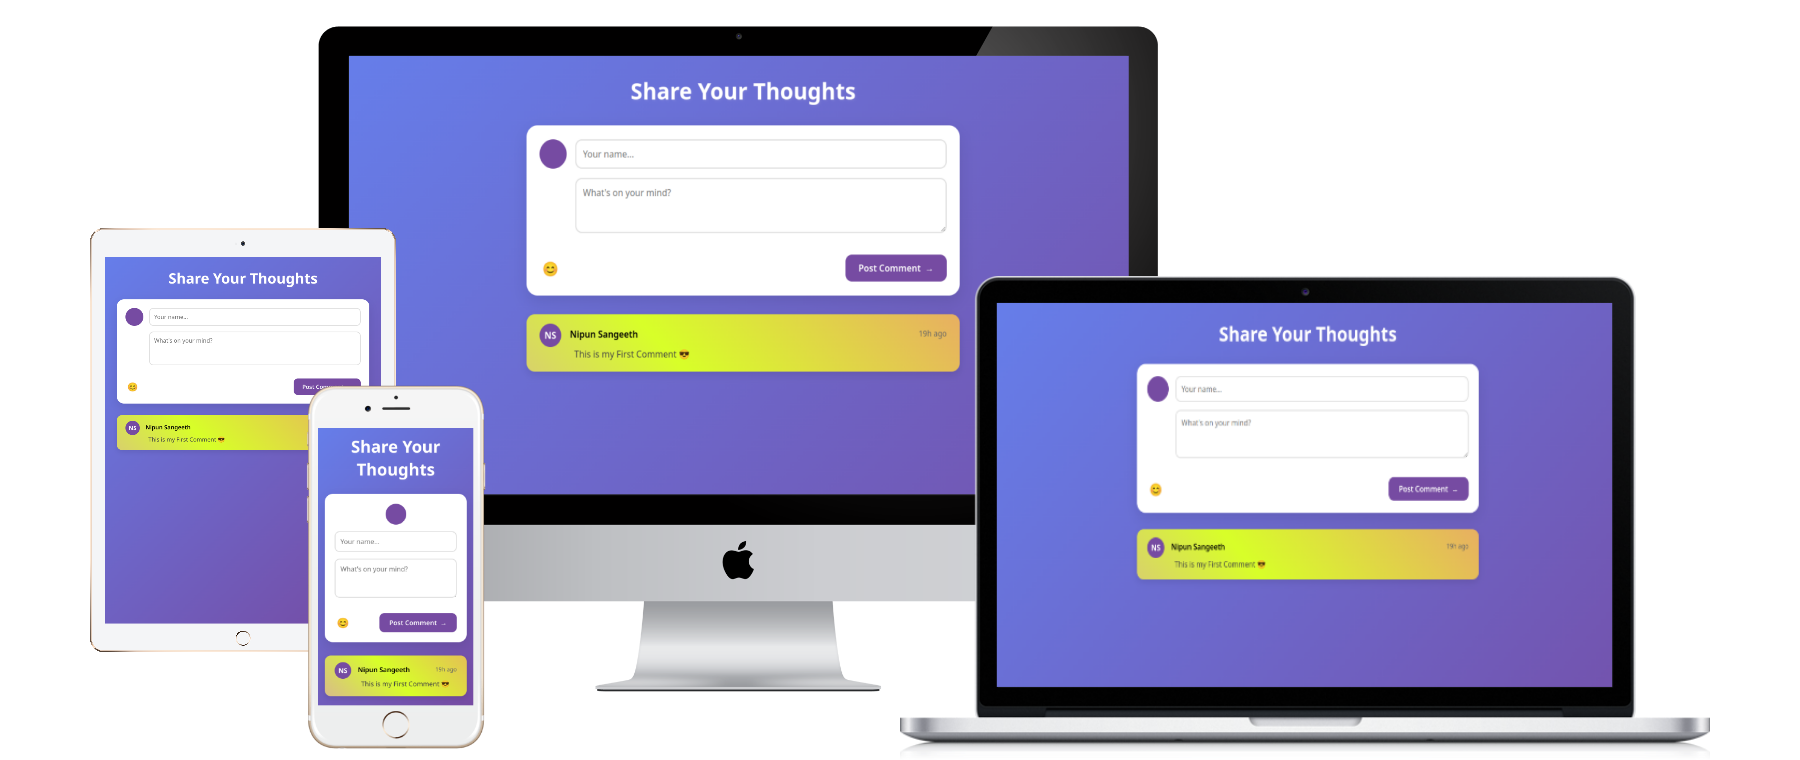 Share Your Thoughts
Your name...
What's on your mind?
😊
Post Comment →
NS Nipun Sangeeth 19h ago
This is my First Comment 😎
Share Your Thoughts
Your name...
What's on your mind?
😊
Post Com
NS Nipun Sangeeth
This is my First Comment 😎
Share Your
Thoughts
Your name...
What's on your mind?
😊
Post Comment →
NS Nipun Sangeeth 19h ago
This is my First Comment 😎
Share Your Thoughts
Your name...
What's on your mind?
😊
Post Comment →
NS Nipun Sangeeth 19h ago
This is my First Comment 😎